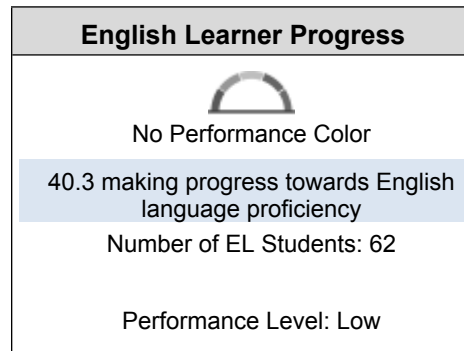 English Learner Progress
No Performance Color
40.3 making progress towards English
language proficiency
Number of EL Students: 62
Performance Level: Low